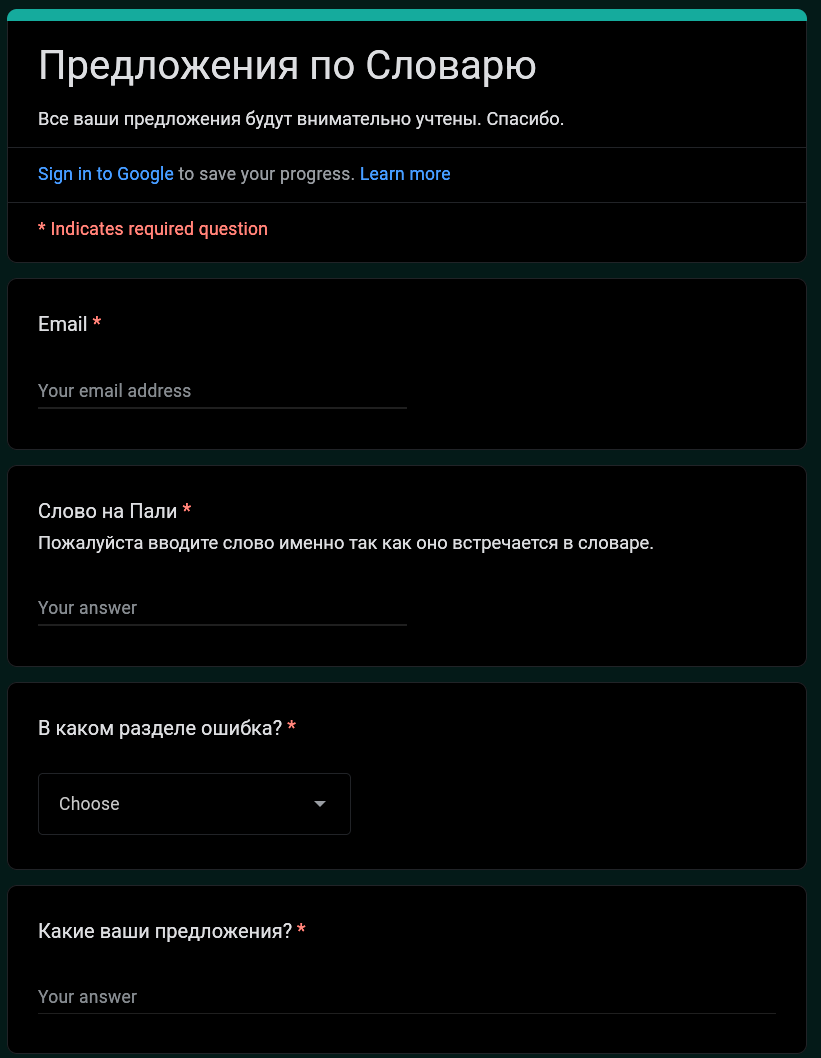 Предложения по Словарю
Все ваши предложения будут внимательно учтены. Спасибо.
Sign in to Google to save your progress. Learn more
* Indicates required question
Email *
Your email address
Слово на Пали *
Пожалуйста вводите слово именно так как оно встречается в словаре.
Your answer
В каком разделе ошибка? *
Choose
Какие ваши предложения? *
Your answer